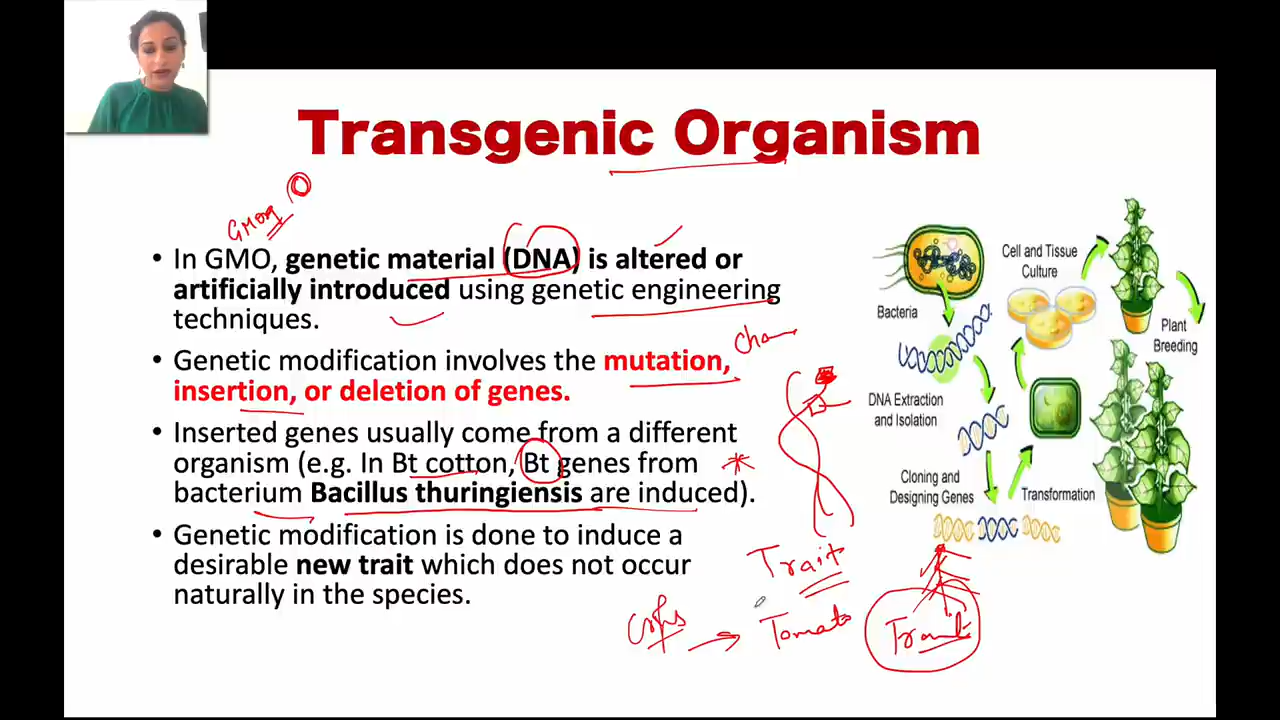 Transgenic Organism
• In GMO, genetic material (DNA) is altered or
artificially introduced using genetic engineering
techniques.
• Genetic modification involves the mutation,
insertion, or deletion of genes.
• Inserted genes usually come from a different
organism (e.g. In Bt cotton, Bt genes from
bacterium Bacillus thuringiensis are induced).
• Genetic modification is done to induce a
desirable new trait which does not occur
naturally in the species.
Bacteria
Cell and Tissue
Culture
Plant
Breeding
DNA Extraction
and Isolation
Cloning and
Designing Genes
Transformation
Trait
Tomato